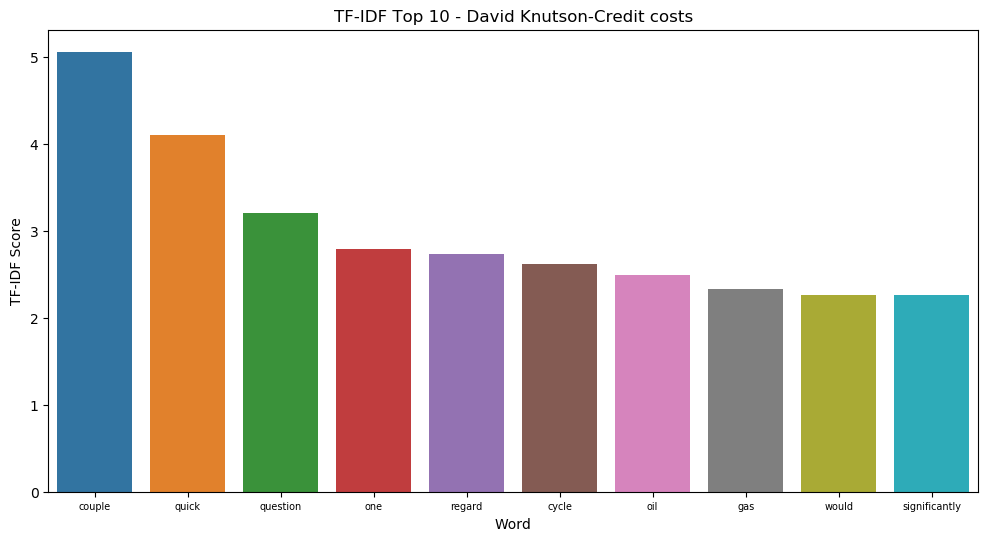 TF-IDF Top 10 - David Knutson-Credit costs
TF-IDF Score
5
4
3
2
1
0
couple quick question one regard cycle oil gas would significantly
Word